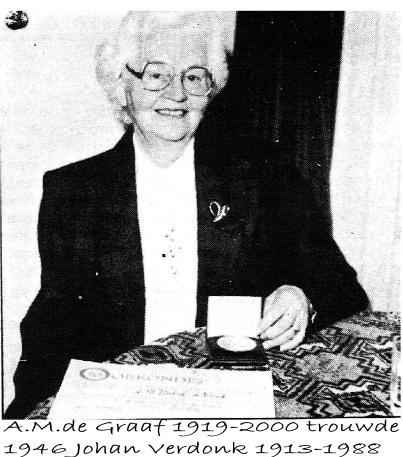 OORKONDE
A.M.de Graaf 1919-2000 trouwde
1946 Johan Verdonk 1913-1988